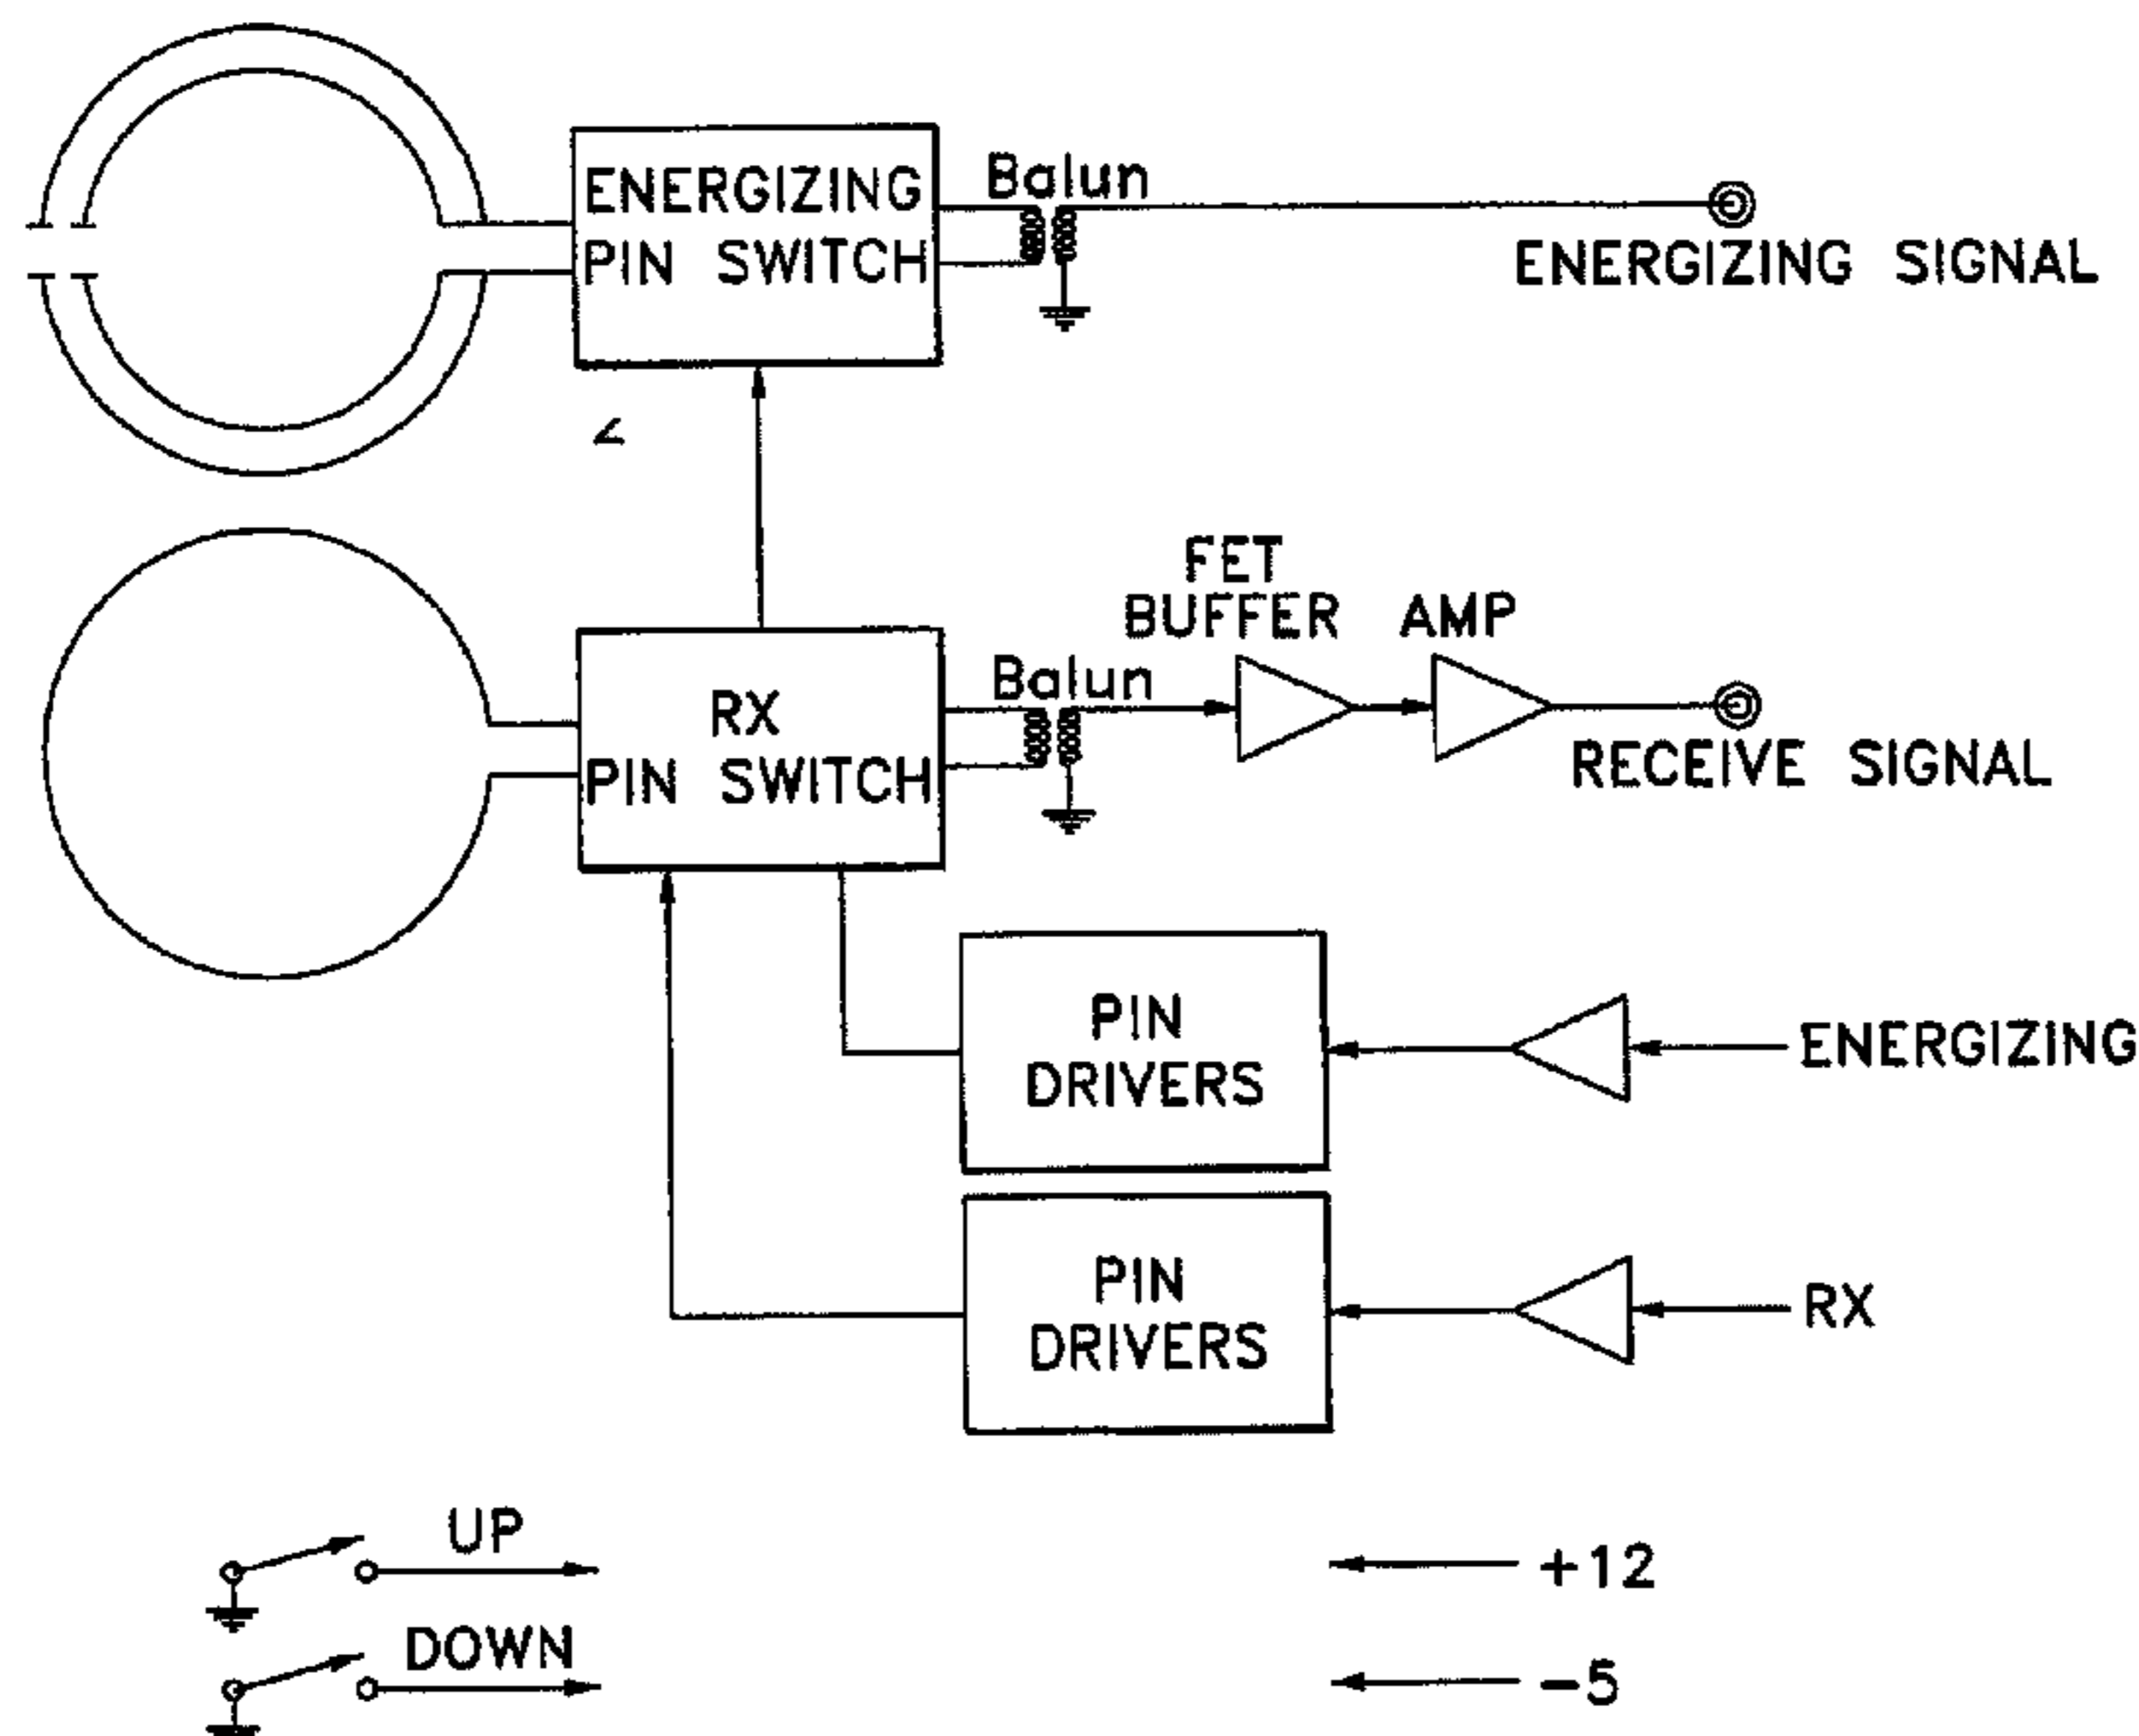 ENERGIZING
PIN SWITCH
Balun
ENERGIZING SIGNAL
FET
BUFFER
AMP
RX
PIN SWITCH
Balun
RECEIVE SIGNAL
PIN
DRIVERS
ENERGIZING
PIN
DRIVERS
RX
UP
+12
DOWN
-5